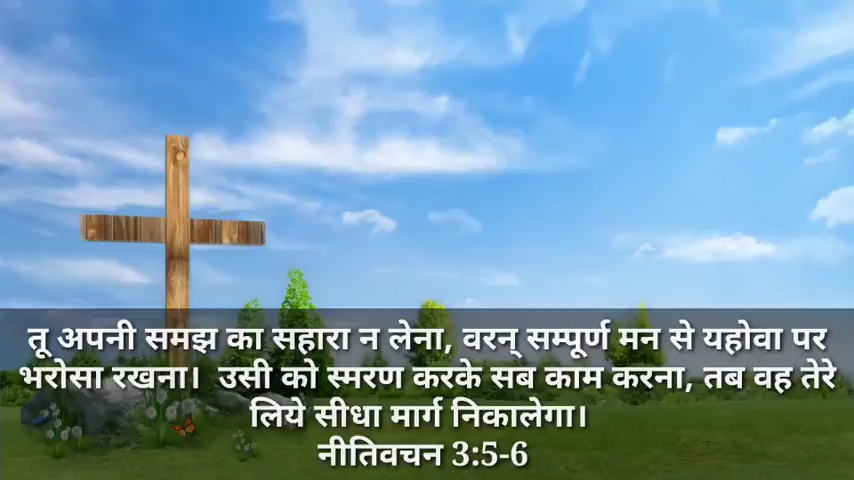 तू अपनी समझ का सहारा न लेना, वरन् सम्पूर्ण मन से यहोवा पर
भरोसा रखना। उसी को स्मरण करके सब काम करना, तब वह तेरे
लिये सीधा मार्ग निकालेगा।
नीतिवचन 3:5-6